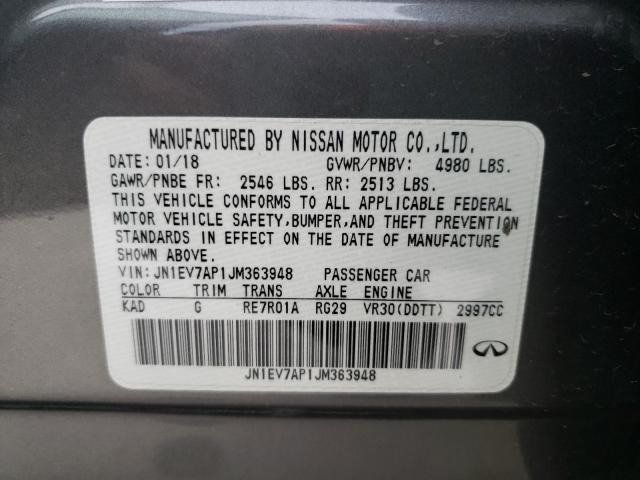 MANUFACTURED BY NISSAN MOTOR CO.,LTD.
DATE: 01/18 GVWR/PNBV: 4980 LBS.
GAWR/PNBE FR: 2546 LBS. RR: 2513 LBS.
THIS VEHICLE CONFORMS TO ALL APPLICABLE FEDERAL
MOTOR VEHICLE SAFETY,BUMPER,AND THEFT PREVENTION
STANDARDS IN EFFECT ON THE DATE OF MANUFACTURE
SHOWN ABOVE.
VIN: JN1EV7AP1JM363948 PASSENGER CAR
COLOR TRIM TRANS AXLE ENGINE
KAD G RE7R01A RG29 VR30(DDTT) 2997CC
JN1EV7AP1JM363948